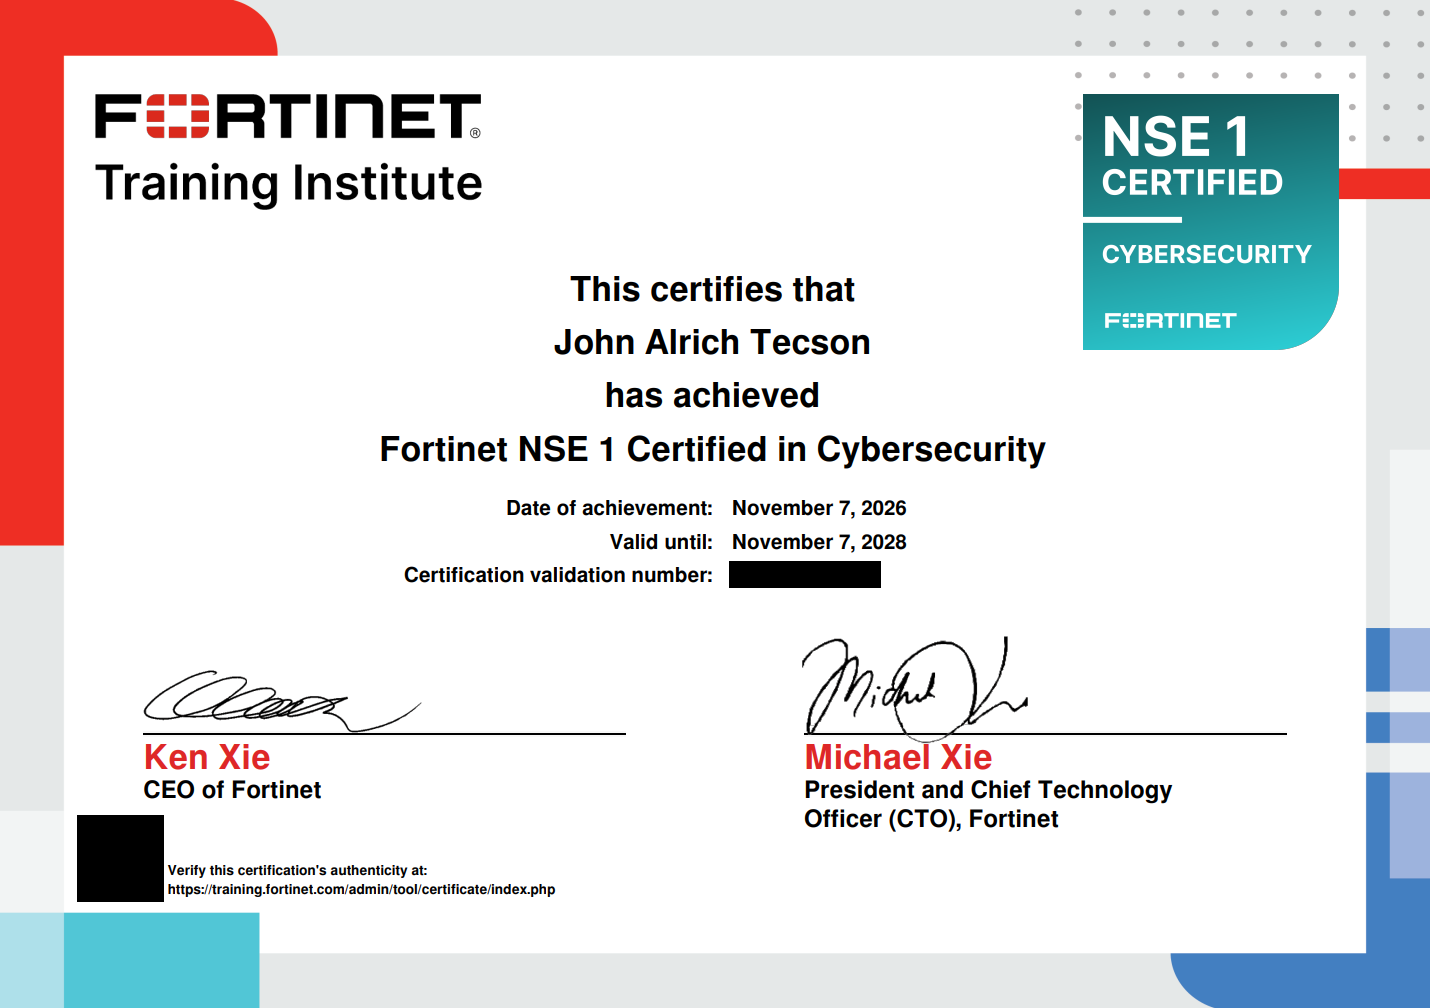 FORTINET®
Training Institute
NSE 1
CERTIFIED
CYBERSECURITY
FORTINET
This certifies that
John Alrich Tecson
has achieved
Fortinet NSE 1 Certified in Cybersecurity
Date of achievement: November 7, 2026
Valid until: November 7, 2028
Certification validation number:
Ken Xie
CEO of Fortinet
Michael Xie
President and Chief Technology
Officer (CTO), Fortinet
Verify this certification's authenticity at:
https://training.fortinet.com/admin/tool/certificate/index.php